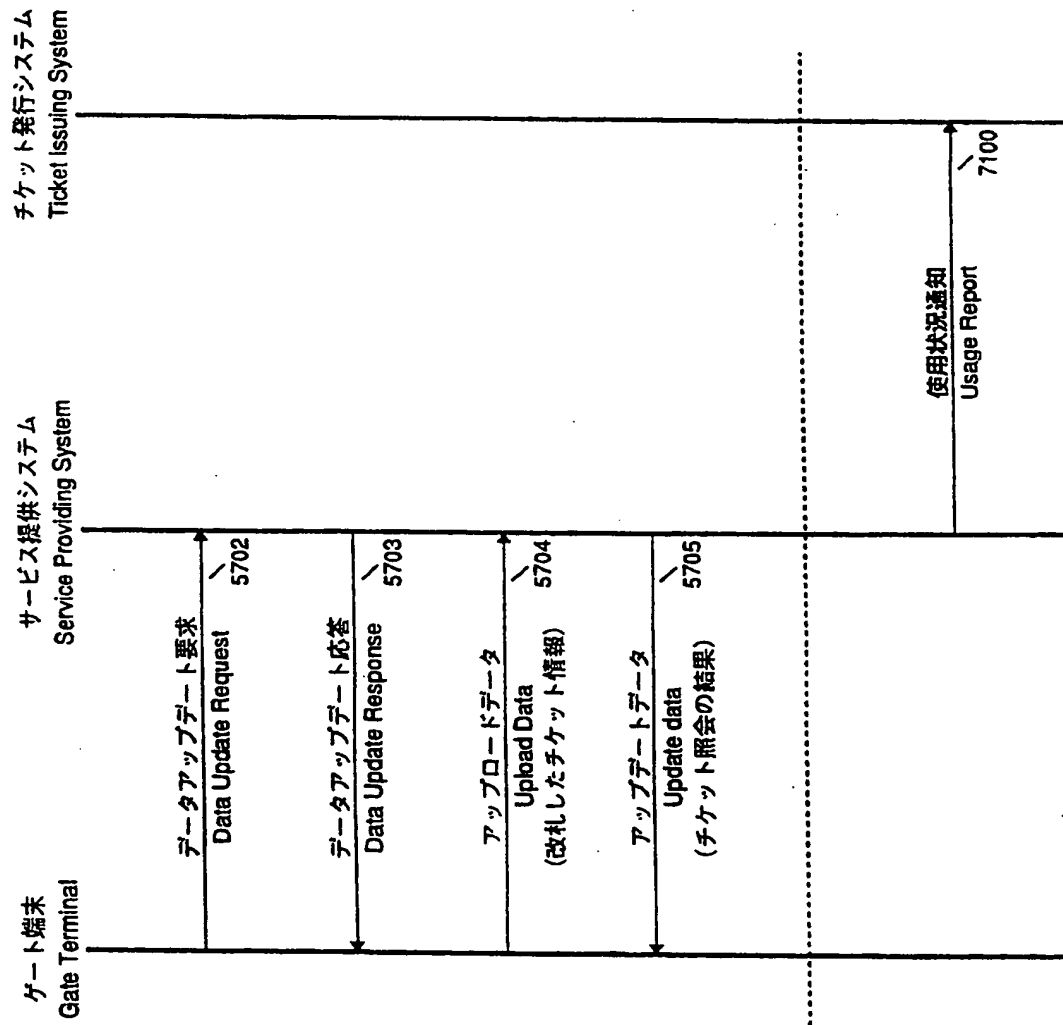 ゲート端末
Gate Terminal
サービス提供システム
Service Providing System
チケット発行システム
Ticket Issuing System
データアップデート要求
Data Update Request
5702
データアップデート応答
Data Update Response
5703
アップロードデータ
Upload Data
(改札したチケット情報)
5704
アップデートデータ
Update data
(チケット照会の結果)
5705
使用状況通知
Usage Report
7100